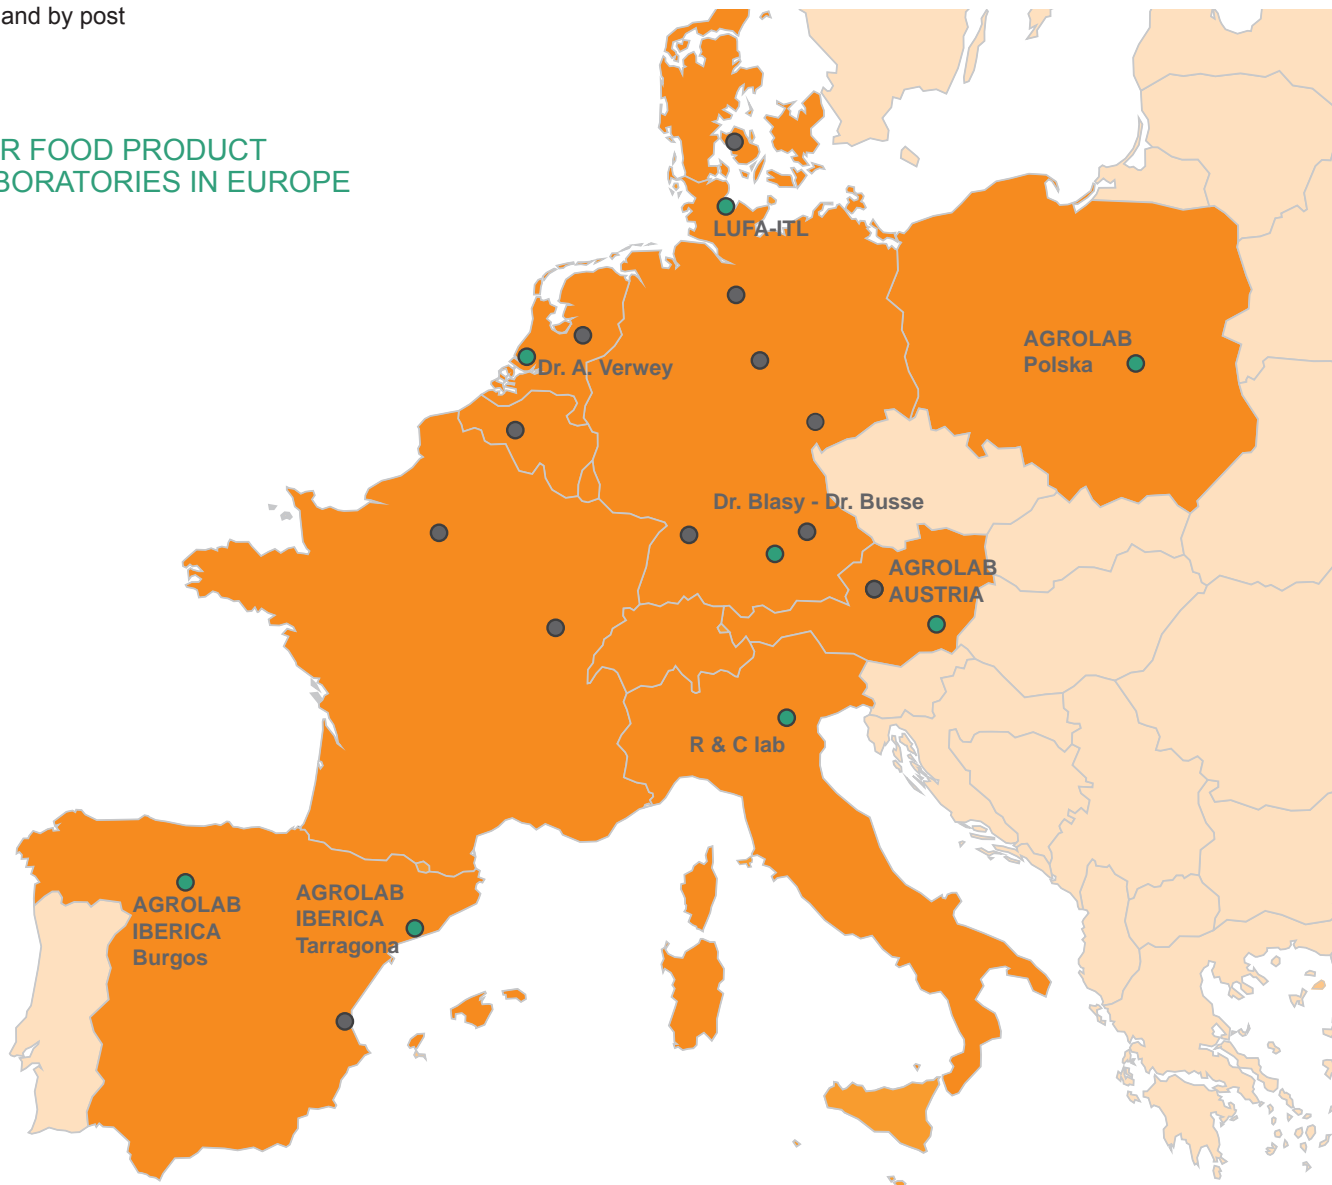 and by post
R FOOD PRODUCT
BORATORIES IN EUROPE
LUFA-ITL
AGROLAB
Polska
Dr. A. Verwey
Dr. Blasy - Dr. Busse
AGROLAB
AUSTRIA
R & C lab
AGROLAB
IBERICA
Burgos
AGROLAB
IBERICA
Tarragona